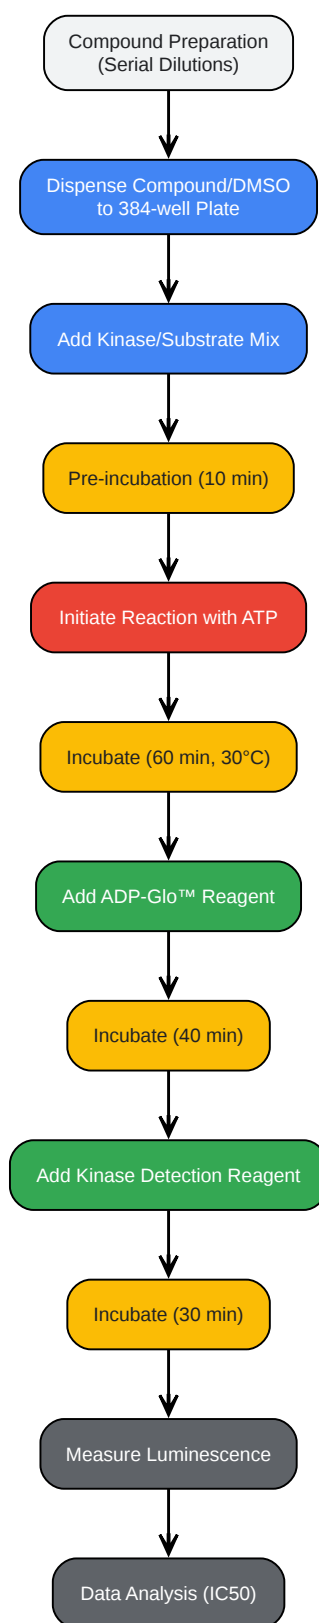 Compound Preparation
(Serial Dilutions)
Dispense Compound/DMSO
to 384-well Plate
Add Kinase/Substrate Mix
Pre-incubation (10 min)
Initiate Reaction with ATP
Incubate (60 min, 30°C)
Add ADP-Glo™ Reagent
Incubate (40 min)
Add Kinase Detection Reagent
Incubate (30 min)
Measure Luminescence
Data Analysis (IC50)